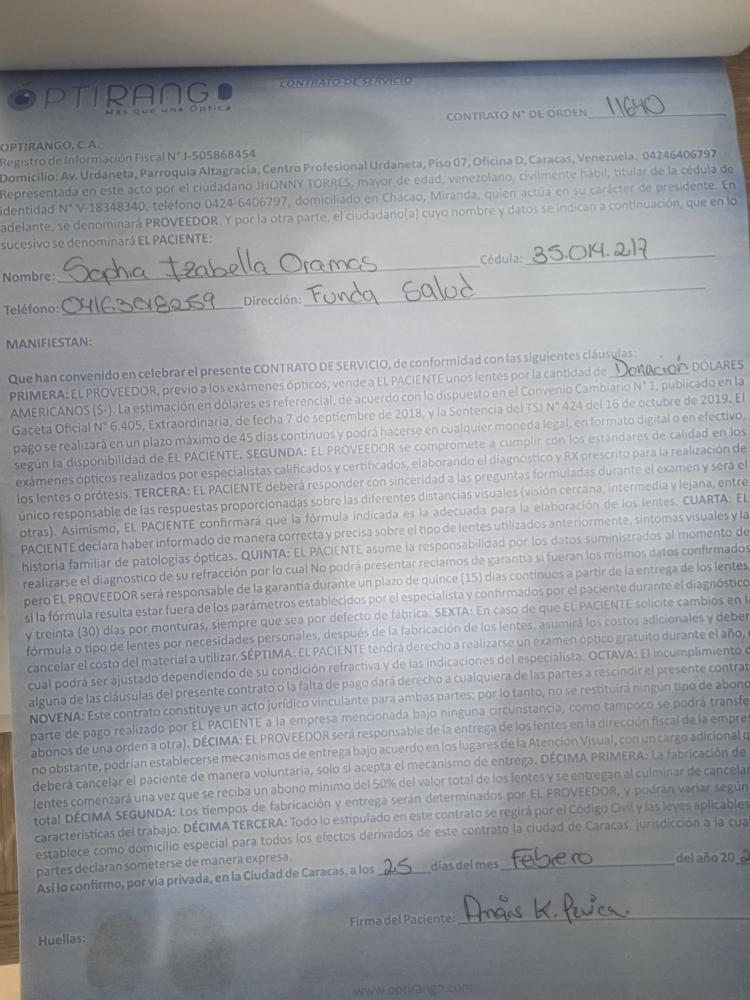 CONTRATO DE SERVICIO
OPTIRANGO
Más que una Óptica
CONTRATO N° DE ORDEN 11640
OPTIRANGO, C.A.
Registro de Información Fiscal N° J-505868454
Domicilio: Av. Urdaneta, Parroquia Altagracia, Centro Profesional Urdaneta, Piso 07, Oficina D, Caracas, Venezuela. 04246406797
Representada en este acto por el ciudadano JHONNY TORRES, mayor de edad, venezolano, civilmente hábil, titular de la cédula de
identidad N° V-18348340, teléfono 0424-6406797, domiciliado en Chacao, Miranda, quien actúa en su carácter de presidente. En
adelante, se denominará PROVEEDOR. Y por la otra parte, el ciudadano(a) cuyo nombre y datos se indican a continuación, que en lo
sucesivo se denominará EL PACIENTE:
Nombre: Sophia Izabella Oramas Cédula: 35.014.217
Teléfono: Dirección: Funda Salud
MANIFIESTAN:
Que han convenido en celebrar el presente CONTRATO DE SERVICIO, de conformidad con las siguientes cláusulas:
PRIMERA: EL PROVEEDOR, previo a los exámenes ópticos, vende a EL PACIENTE unos lentes por la cantidad de Donación DÓLARES
AMERICANOS ($-). La estimación en dólares es referencial, de acuerdo con lo dispuesto en el Convenio Cambiario N° 1, publicado en la
Gaceta Oficial N° 6.405, Extraordinaria, de fecha 7 de septiembre de 2018, y la Sentencia del TSJ N° 424 del 16 de octubre de 2019. El
pago se realizará en un plazo máximo de 45 días continuos y podrá hacerse en cualquier moneda legal, en formato digital o en efectivo,
según la disponibilidad de EL PACIENTE. SEGUNDA: EL PROVEEDOR se compromete a cumplir con los estándares de calidad en los
exámenes ópticos realizados por especialistas calificados y certificados, elaborando el diagnóstico y RX prescrito para la realización de
los lentes o prótesis. TERCERA: EL PACIENTE deberá responder con sinceridad a las preguntas formuladas durante el examen y será el
único responsable de las respuestas proporcionadas sobre las diferentes distancias visuales (visión cercana, intermedia y lejana, entre
otras). Asimismo, EL PACIENTE confirmará que la fórmula indicada es la adecuada para la elaboración de los lentes. CUARTA: EL
PACIENTE declara haber informado de manera correcta y precisa sobre el tipo de lentes utilizados anteriormente, síntomas visuales y la
historia familiar de patologías ópticas. QUINTA: EL PACIENTE asume la responsabilidad por los datos suministrados al momento de
realizarse el diagnostico de su refracción por lo cual No podrá presentar reclamos de garantía si fueran los mismos datos confirmados
pero EL PROVEEDOR será responsable de la garantía durante un plazo de quince (15) días continuos a partir de la entrega de los lentes
si la fórmula resulta estar fuera de los parámetros establecidos por el especialista y confirmados por el paciente durante el diagnóstico
y treinta (30) días por monturas, siempre que sea por defecto de fábrica. SEXTA: En caso de que EL PACIENTE solicite cambios en l
fórmula o tipo de lentes por necesidades personales, después de la fabricación de los lentes, asumirá los costos adicionales y deber
cancelar el costo del material a utilizar. SÉPTIMA: EL PACIENTE tendrá derecho a realizarse un examen óptico gratuito durante el año,
cual podrá ser ajustado dependiendo de su condición refractiva y de las indicaciones del especialista. OCTAVA: El incumplimiento d
alguna de las cláusulas del presente contrato o la falta de pago dará derecho a cualquiera de las partes a rescindir el presente contrat
NOVENA: Este contrato constituye un acto jurídico vinculante para ambas partes; por lo tanto, no se restituirá ningún tipo de abono
parte de pago realizado por EL PACIENTE a la empresa mencionada bajo ninguna circunstancia, como tampoco se podrá transfe
abonos de una orden a otra). DÉCIMA: EL PROVEEDOR será responsable de la entrega de los lentes en la dirección fiscal de la empre
no obstante, podrían establecerse mecanismos de entrega bajo acuerdo en los lugares de la Atención Visual, con un cargo adicional q
deberá cancelar el paciente de manera voluntaria, solo si acepta el mecanismo de entrega. DÉCIMA PRIMERA: La fabricación de
lentes comenzará una vez que se reciba un abono mínimo del 50% del valor total de los lentes y se entregan al culminar de cancelar
total DÉCIMA SEGUNDA: Los tiempos de fabricación y entrega serán determinados por EL PROVEEDOR, y podrán variar según
características del trabajo. DÉCIMA TERCERA: Todo lo estipulado en este contrato se regirá por el Código Civil y las leyes aplicables
establece como domicilio especial para todos los efectos derivados de este contrato la ciudad de Caracas, jurisdicción a la cua
partes declaran someterse de manera expresa.
Así lo confirmo, por vía privada, en la Ciudad de Caracas, a los 25 días del mes Febrero del año 20
Firma del Paciente:
Huellas:
www.optirango.com